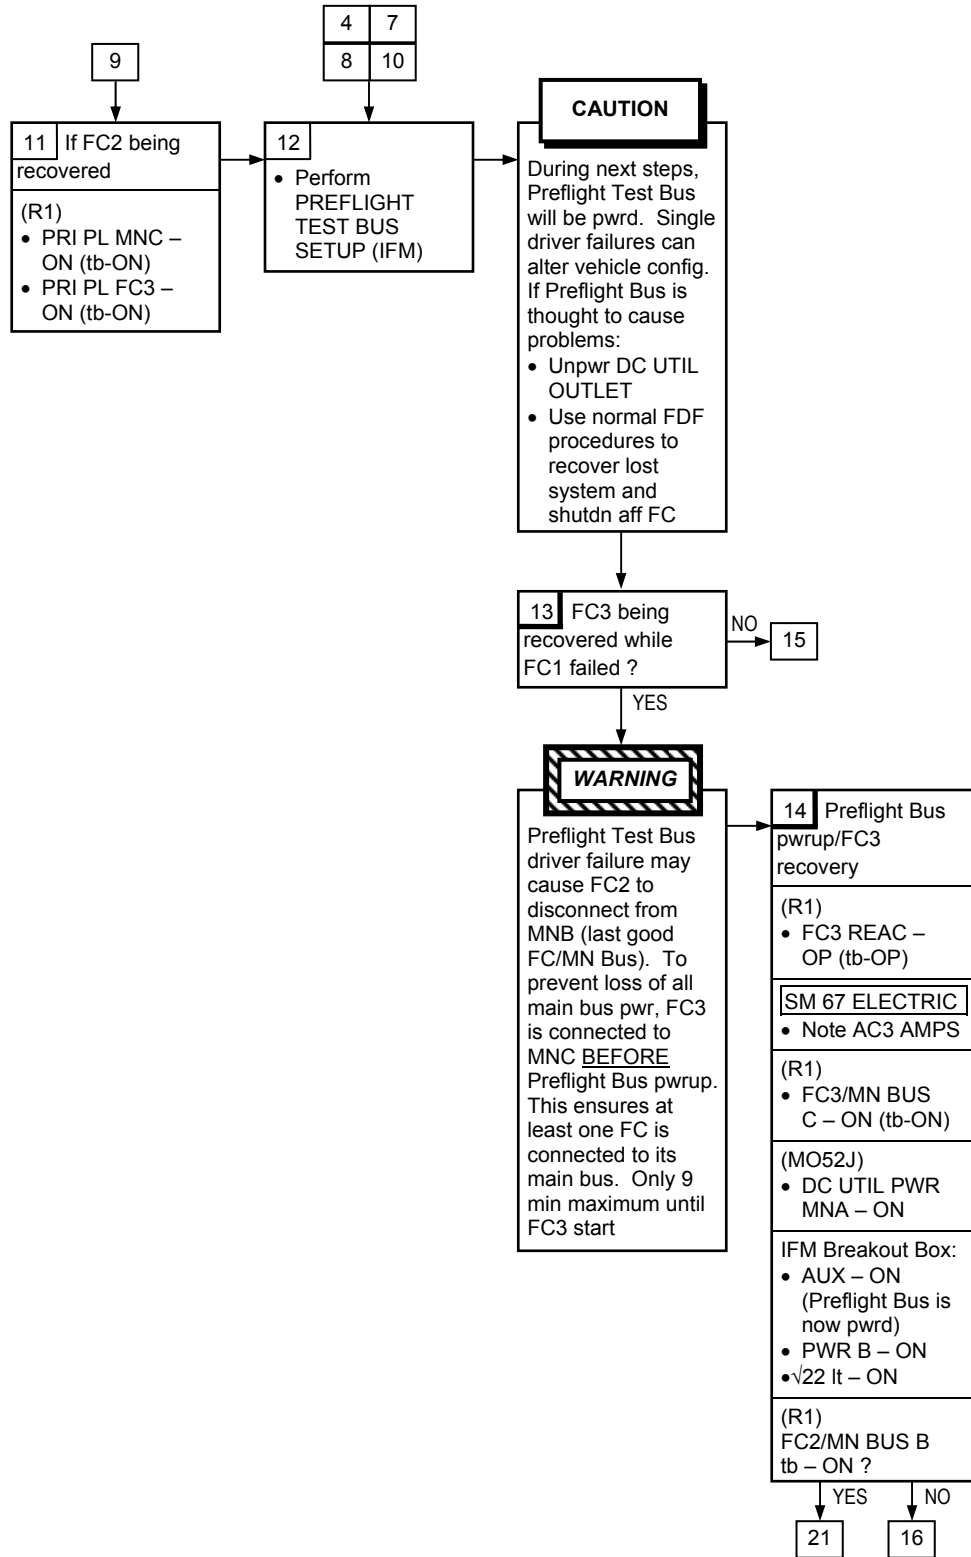 4 7
8 10
9
11 If FC2 being
recovered
(R1)
• PRI PL MNC –
ON (tb-ON)
• PRI PL FC3 –
ON (tb-ON)
12
• Perform
PREFLIGHT
TEST BUS
SETUP (IFM)
CAUTION
During next steps,
Preflight Test Bus
will be pwrd. Single
driver failures can
alter vehicle config.
If Preflight Bus is
thought to cause
problems:
• Unpwr DC UTIL
OUTLET
• Use normal FDF
procedures to
recover lost
system and
shutdn aff FC
13 FC3 being
recovered while
FC1 failed ?
NO
15
YES
WARNING
Preflight Test Bus
driver failure may
cause FC2 to
disconnect from
MNB (last good
FC/MN Bus). To
prevent loss of all
main bus pwr, FC3
is connected to
MNC BEFORE
Preflight Bus pwrup.
This ensures at
least one FC is
connected to its
main bus. Only 9
min maximum until
FC3 start
14 Preflight Bus
pwrup/FC3
recovery
(R1)
• FC3 REAC –
OP (tb-OP)
SM 67 ELECTRIC
• Note AC3 AMPS
(R1)
• FC3/MN BUS
C – ON (tb-ON)
(MO52J)
• DC UTIL PWR
MNA – ON
IFM Breakout Box:
• AUX – ON
(Preflight Bus is
now pwrd)
• PWR B – ON
•√22 lt – ON
(R1)
FC2/MN BUS B
tb – ON ?
YES NO
21 16